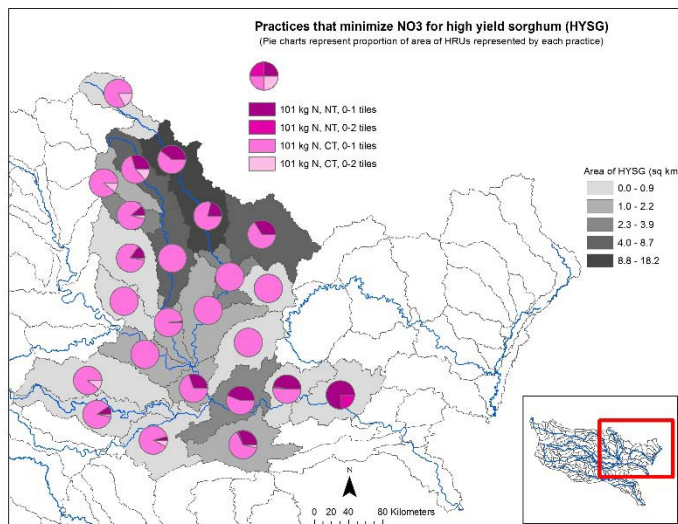 Practices that minimize NO3 for high yield sorghum (HYSG)
(Pie charts represent proportion of area of HRUs represented by each practice)
101 kg N, NT, 0-1 tiles
101 kg N, NT, 0-2 tiles
101 kg N, CT, 0-1 tiles
101 kg N, CT, 0-2 tiles
Area of HYSG (sq km)
0.0 - 0.9
1.0 - 2.2
2.3 - 3.9
4.0 - 8.7
8.8 - 18.2
N
0 20 40 80 Kilometers